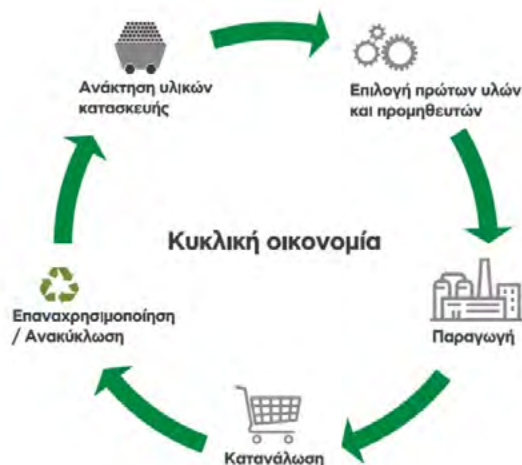 Ανάκτηση υλικών
κατασκευής
Επιλογή πρώτων υλών
και προμηθευτών
Κυκλική οικονομία
Επαναχρησιμοποίηση
/ Ανακύκλωση
Παραγωγή
Κατανάλωση